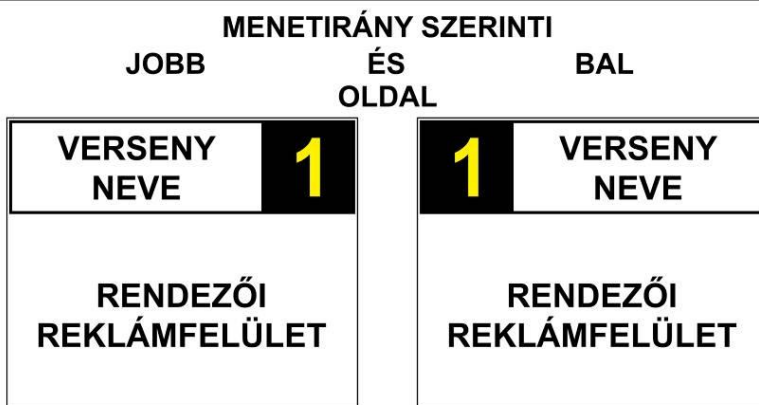 MENETIRÁNY SZERINTI
JOBB ÉS BAL
OLDAL
VERSENY
NEVE
1
RENDEZŐI
REKLÁMFELÜLET
1
VERSENY
NEVE
RENDEZŐI
REKLÁMFELÜLET